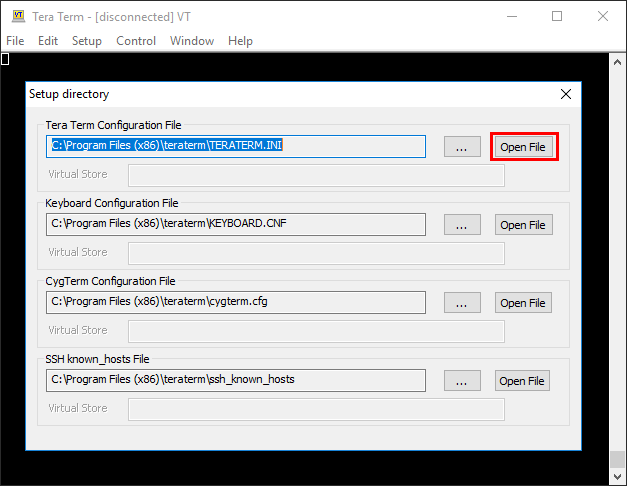 VT Tera Term - [disconnected] VT
File Edit Setup Control Window Help
Setup directory
Tera Term Configuration File
C:\Program Files (x86)\teraterm\TERATERM.INI ... Open File
Virtual Store
Keyboard Configuration File
C:\Program Files (x86)\teraterm\KEYBOARD.CNF ... Open File
Virtual Store
CygTerm Configuration File
C:\Program Files (x86)\teraterm\cygterm.cfg ... Open File
Virtual Store
SSH known_hosts File
C:\Program Files (x86)\teraterm\ssh_known_hosts ... Open File
Virtual Store